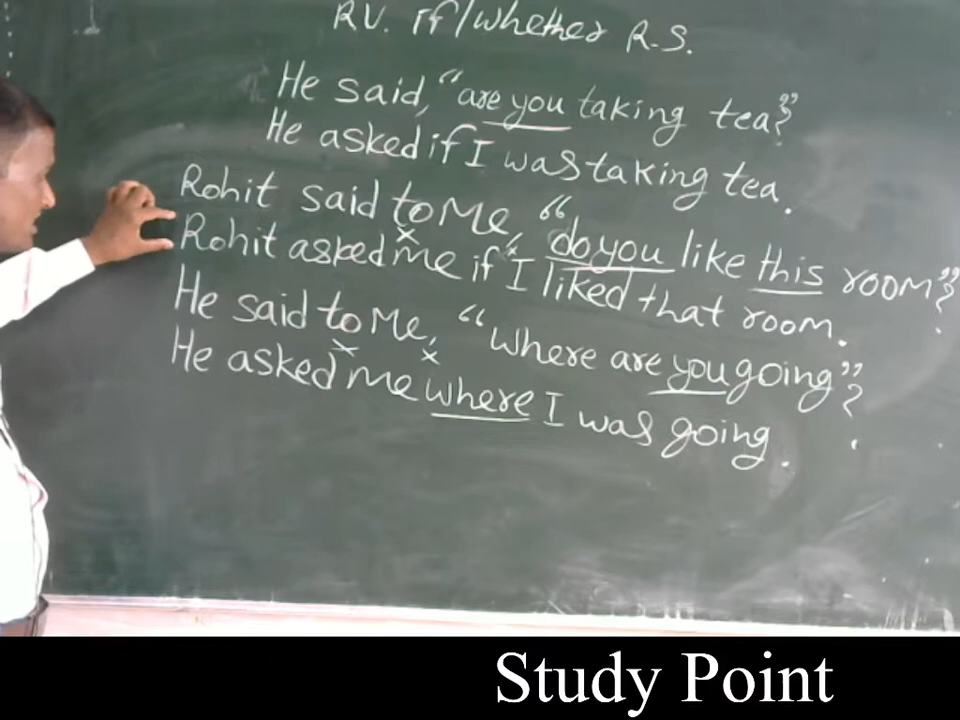 RV. if/whether R.S.
He said, "are you taking tea?"
He asked if I was taking tea.
Rohit said to Me, "do you like this room"?
Rohit asked me if I liked that room.
He said to Me, "Where are you going"?
He asked me where I was going.
Study Point